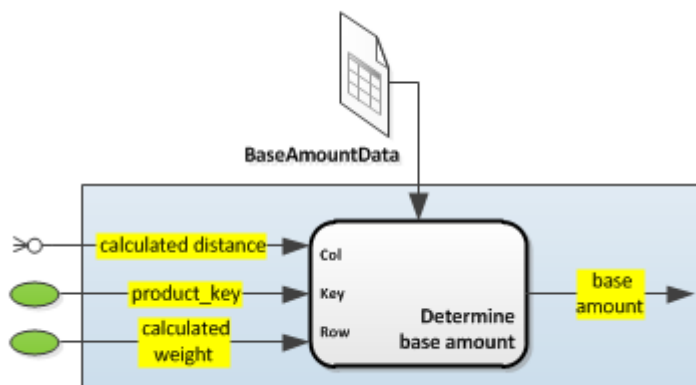 BaseAmountData
calculated distance
Col
product_key
Key
calculated
weight
Row
Determine
base amount
base
amount